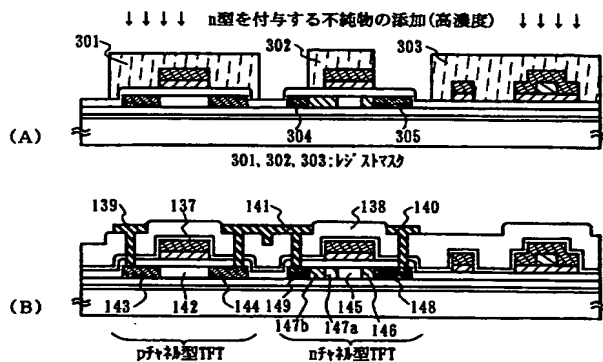 n型を付与する不純物の添加(高濃度)
301
302
303
(A)
304
305
301, 302, 303:レジストマスク
139
137
141
138
140
(B)
143
142
144
149
147b
147a
145
146
148
pチャネル型TFT
nチャネル型TFT